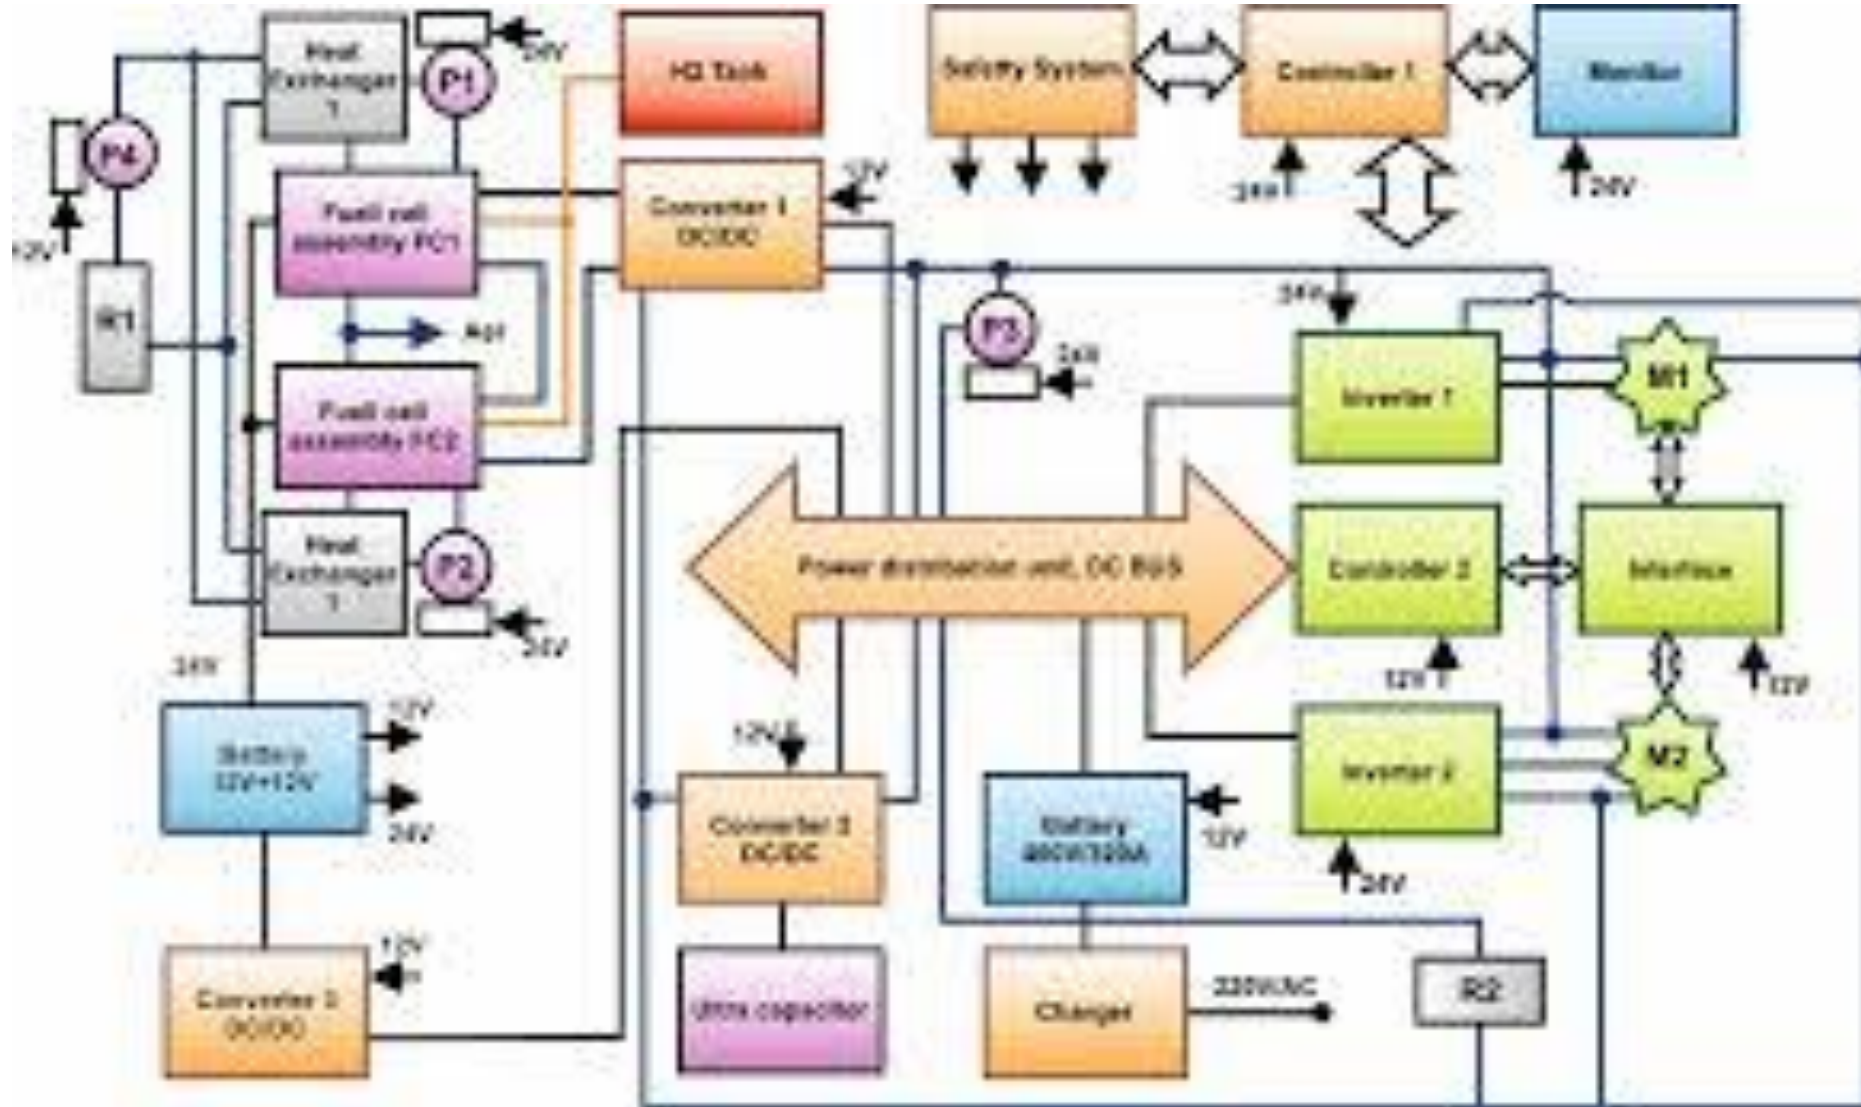 Heat
Exchanger
1
P1
24V
H2 Tank
Safety System
Controller 1
Monitor
P4
12V
24V
24V
Fuell cell
assembly FC1
Converter 1
DC/DC
12V
R1
Air
P3
24V
24V
Inverter 1
M1
Fuell cell
assembly FC2
Heat
Exchanger
1
P2
24V
Power distribution unit, DC BUS
Controller 2
Interface
12V
12V
24V
Battery
12V+12V
12V
24V
12V
Converter 2
DC/DC
Battery
12V
Inverter 2
M2
24V
Converter 3
DC/DC
12V
Ultra capacitor
Charger
220V/AC
R2